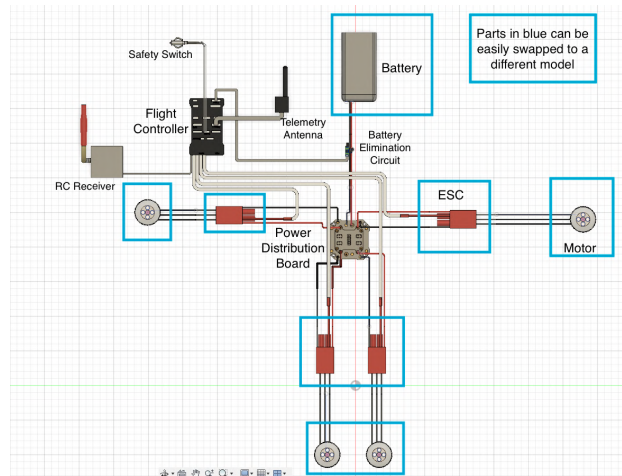 Safety Switch
Parts in blue can be
easily swapped to a
different model
Battery
Flight
Controller
Telemetry
Antenna
Battery
Elimination
Circuit
RC Receiver
ESC
Power
Distribution
Board
Motor